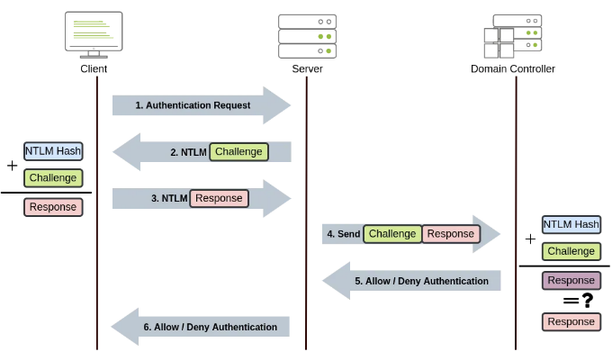 Client
Server
Domain Controller
1. Authentication Request
2. NTLM Challenge
NTLM Hash
+
Challenge
Response
3. NTLM Response
4. Send Challenge Response
NTLM Hash
+
Challenge
Response
=?
Response
5. Allow / Deny Authentication
6. Allow / Deny Authentication